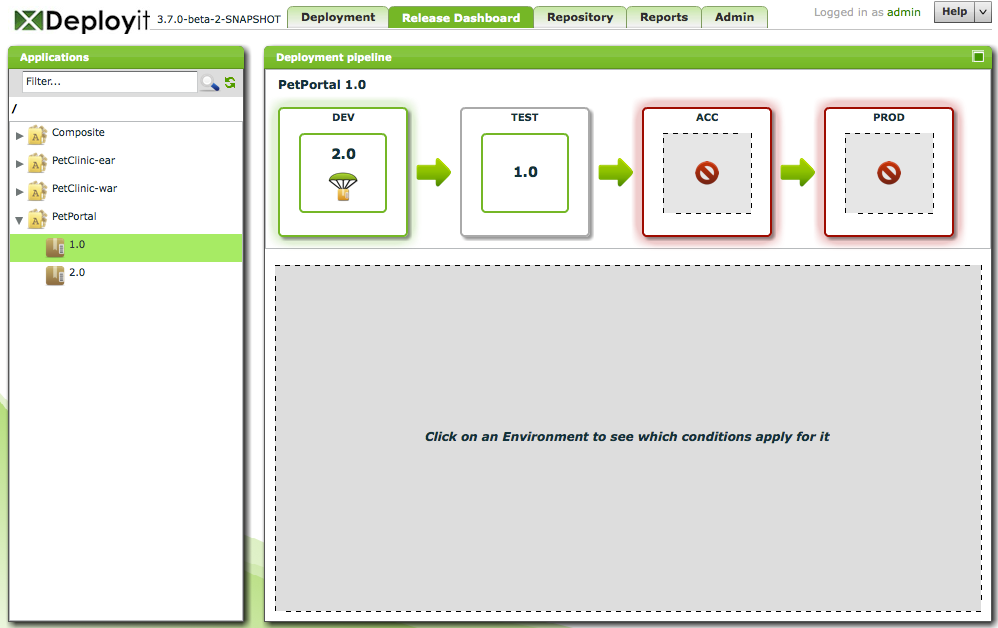 Deployit 3.7.0-beta-2-SNAPSHOT
Deployment Release Dashboard Repository Reports Admin
Logged in as admin
Help
Applications
Filter...
/
Composite
PetClinic-ear
PetClinic-war
PetPortal
1.0
2.0
Deployment pipeline
PetPortal 1.0
DEV TEST ACC PROD
2.0 1.0
Click on an Environment to see which conditions apply for it